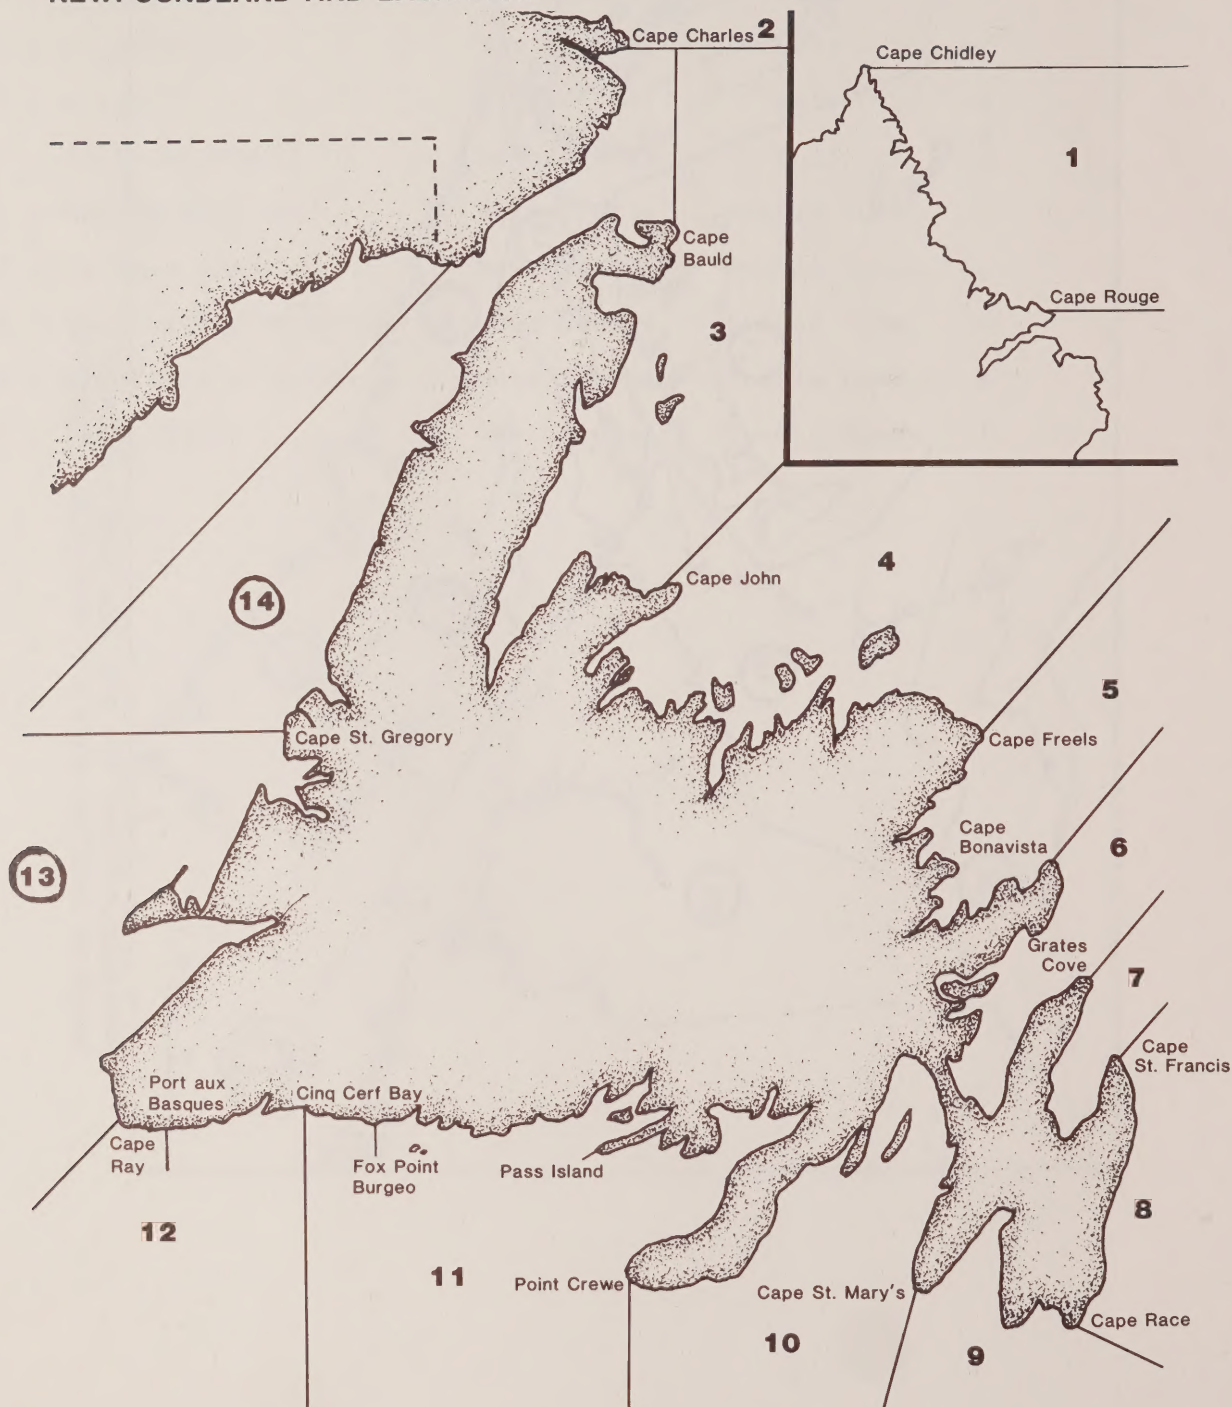 Cape Charles 2
Cape Chidley
1
Cape
Bauld
Cape Rouge
3
4
Cape John
14
5
Cape St. Gregory
Cape Freels
Cape
Bonavista
6
13
Grates
Cove
7
Cape
St. Francis
Port aux
Basques
Cinq Cerf Bay
Cape
Ray
Fox Point
Burgeo
Pass Island
8
12
11
Point Crewe
Cape St. Mary's
10
Cape Race
9